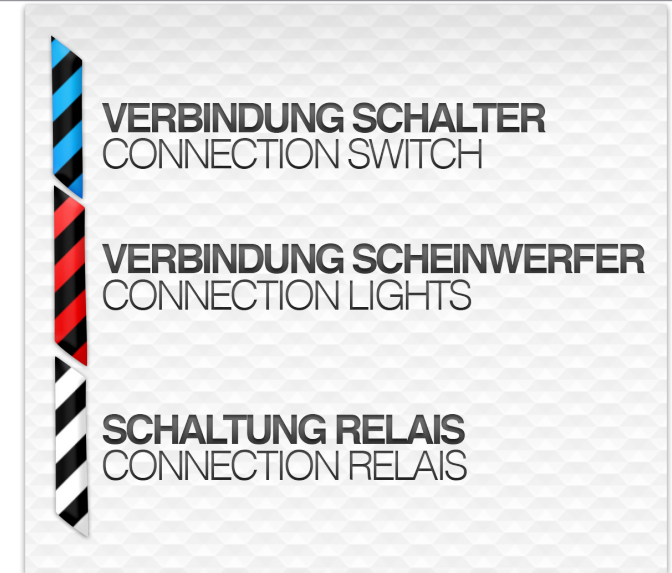 VERBINDUNG SCHALTER
CONNECTION SWITCH
VERBINDUNG SCHEINWERFER
CONNECTION LIGHTS
SCHALTUNG RELAIS
CONNECTION RELAIS